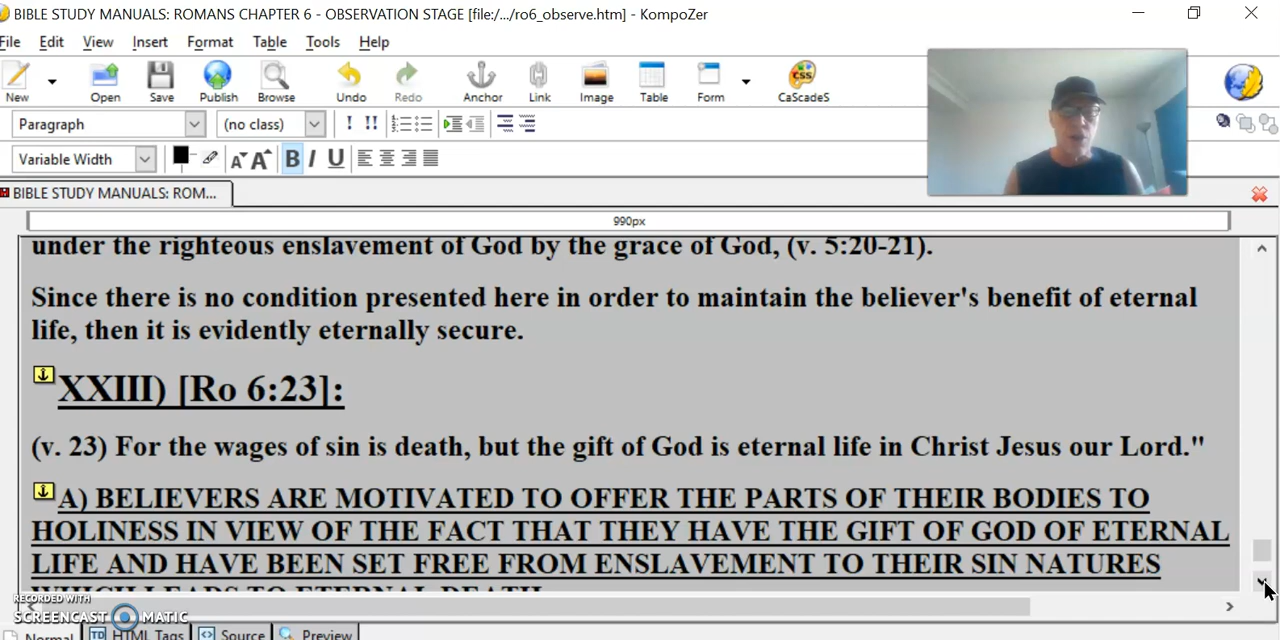 BIBLE STUDY MANUALS: ROMANS CHAPTER 6 - OBSERVATION STAGE [file:/.../ro6_observe.htm] - KompoZer
File Edit View Insert Format Table Tools Help
New Open Save Publish Browse Undo Redo Anchor Link Image Table Form CaScadeS
Paragraph (no class) ! !!
Variable Width A A B I U
BIBLE STUDY MANUALS: ROM...
990px
under the righteous enslavement of God by the grace of God, (v. 5:20-21).
Since there is no condition presented here in order to maintain the believer's benefit of eternal
life, then it is evidently eternally secure.
XXIII) [Ro 6:23]:
(v. 23) For the wages of sin is death, but the gift of God is eternal life in Christ Jesus our Lord."
A) BELIEVERS ARE MOTIVATED TO OFFER THE PARTS OF THEIR BODIES TO
HOLINESS IN VIEW OF THE FACT THAT THEY HAVE THE GIFT OF GOD OF ETERNAL
LIFE AND HAVE BEEN SET FREE FROM ENSLAVEMENT TO THEIR SIN NATURES
WHICH LEADS TO ETERNAL DEATH
RECORDED WITH
SCREENCAST MATIC
Normal TD HTML Tags <> Source Preview